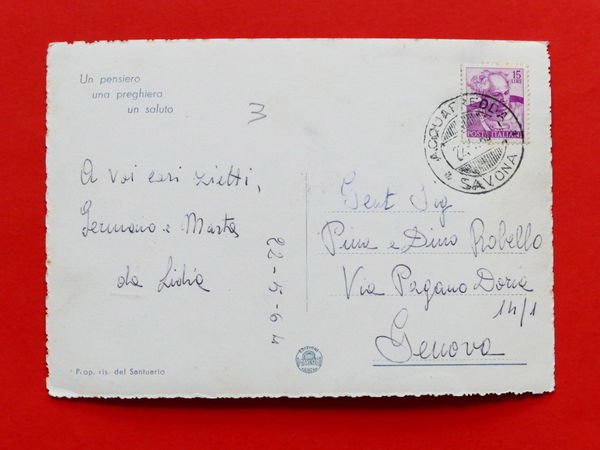 Un pensiero
una preghiera
un saluto
A Voi cari zietti,
Germano e Marta
da Lidia
22-5-64
Prop. ris. del Santuario
15
LIRE
POSTE ITALIANE
SAVONA
Gent Sig
Pina e Dino Robello
Via Pagano Doria
14/1
Genova